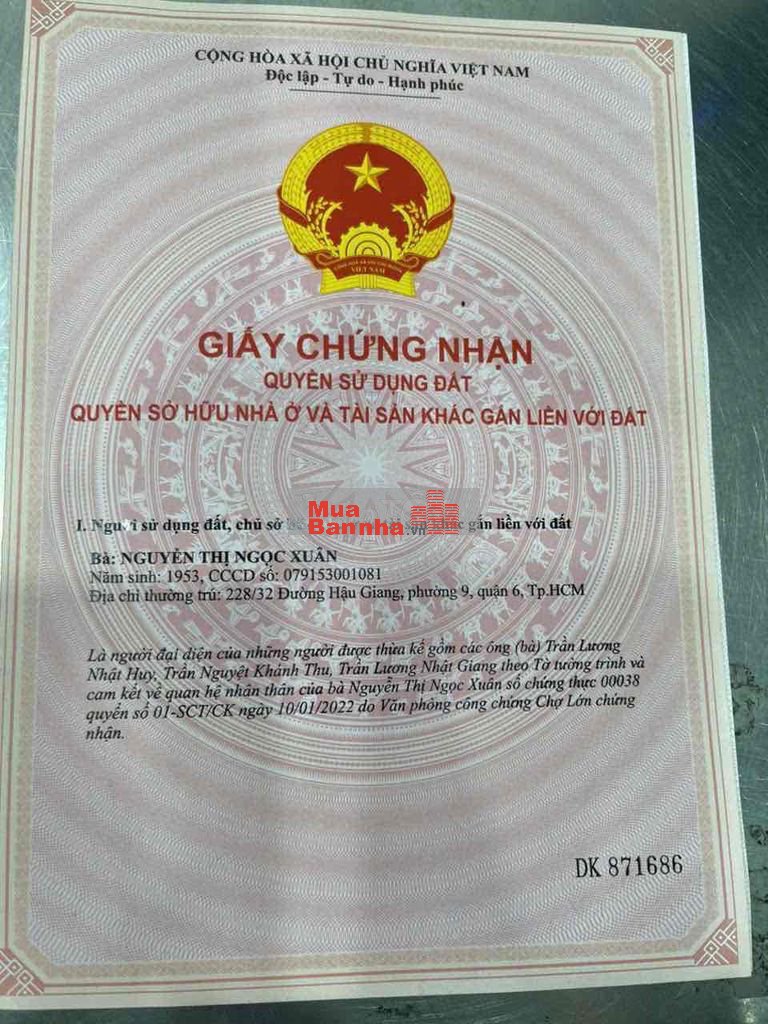 CỘNG HÒA XÃ HỘI CHỦ NGHĨA VIỆT NAM
Độc lập - Tự do - Hạnh phúc
VIỆT NAM
GIẤY CHỨNG NHẬN
QUYỀN SỬ DỤNG ĐẤT
QUYỀN SỞ HỮU NHÀ Ở VÀ TÀI SẢN KHÁC GẮN LIỀN VỚI ĐẤT
Mua
Bannha.vn
I. Người sử dụng đất, chủ sở khác gắn liền với đất
Bà: NGUYỄN THỊ NGỌC XUÂN
Năm sinh: 1953, CCCD số: 079153001081
Địa chỉ thường trú: 228/32 Đường Hậu Giang, phường 9, quận 6, Tp.HCM
Là người đại diện của những người được thừa kế gồm các ông (bà) Trần Lương
Nhật Huy, Trần Nguyệt Khánh Thu, Trần Lương Nhật Giang theo Tờ tường trình và
cam kết về quan hệ nhân thân của bà Nguyễn Thị Ngọc Xuân số chứng thực 00038
quyển số 01-SCT/CK ngày 10/01/2022 do Văn phòng công chứng Chợ Lớn chứng
nhận.
DK 871686